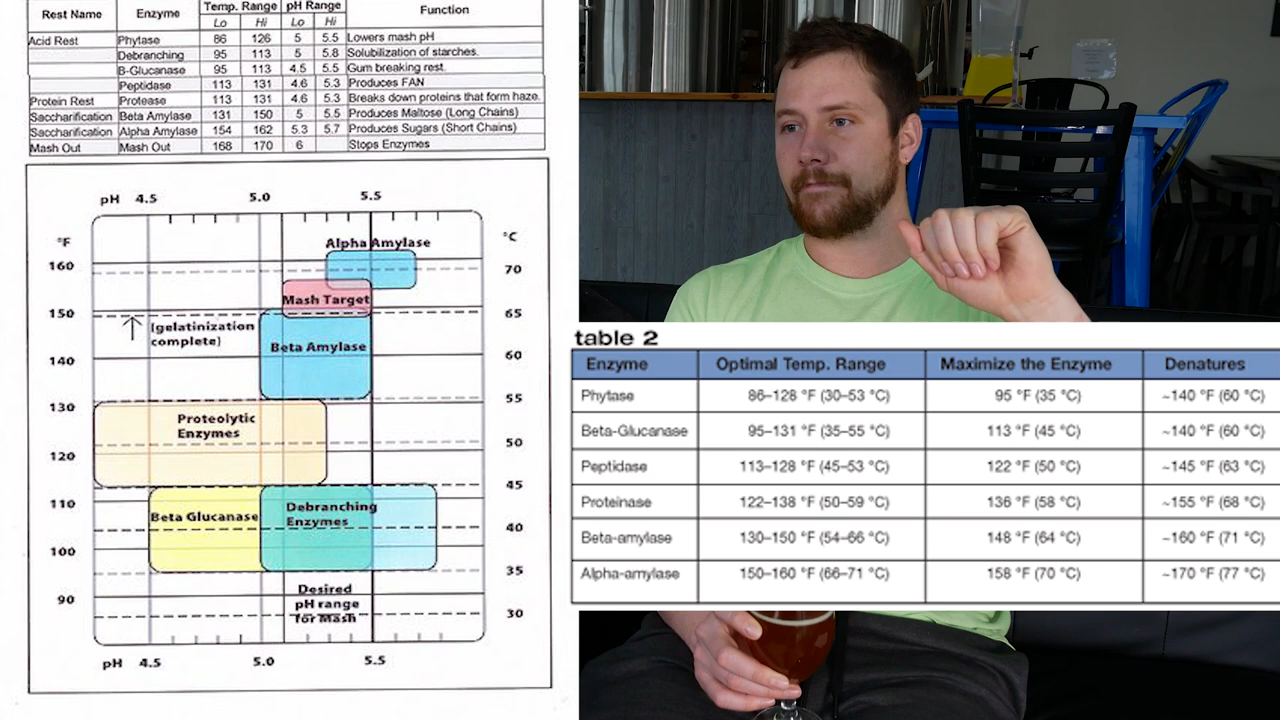 Rest Name Enzyme Temp. Range pH Range Function
Lo Hi Lo Hi
Acid Rest Phytase 86 126 5 5.5 Lowers mash pH
Debranching 95 113 5 5.8 Solubilization of starches.
B-Glucanase 95 113 4.5 5.5 Gum breaking rest.
Peptidase 113 131 4.6 5.3 Produces FAN
Protein Rest Protease 113 131 4.6 5.3 Breaks down proteins that form haze.
Saccharification Beta Amylase 131 150 5 5.5 Produces Maltose (Long Chains)
Saccharification Alpha Amylase 154 162 5.3 5.7 Produces Sugars (Short Chains)
Mash Out Mash Out 168 170 6 Stops Enzymes
pH 4.5 5.0 5.5
°F °C
Alpha Amylase
160 70
Mash Target
150 65
(gelatinization
complete)
Beta Amylase
140 60
130 55
Proteolytic
Enzymes
120 50
110 45
Beta Glucanase
Debranching
Enzymes
100 40
35
90 30
Desired
pH range
for Mash
pH 4.5 5.0 5.5
table 2
Enzyme Optimal Temp. Range Maximize the Enzyme Denatures
Phytase 86–128 °F (30–53 °C) 95 °F (35 °C) ~140 °F (60 °C)
Beta-Glucanase 95–131 °F (35–55 °C) 113 °F (45 °C) ~140 °F (60 °C)
Peptidase 113–128 °F (45–53 °C) 122 °F (50 °C) ~145 °F (63 °C)
Proteinase 122–138 °F (50–59 °C) 136 °F (58 °C) ~155 °F (68 °C)
Beta-amylase 130–150 °F (54–66 °C) 148 °F (64 °C) ~160 °F (71 °C)
Alpha-amylase 150–160 °F (66–71 °C) 158 °F (70 °C) ~170 °F (77 °C)